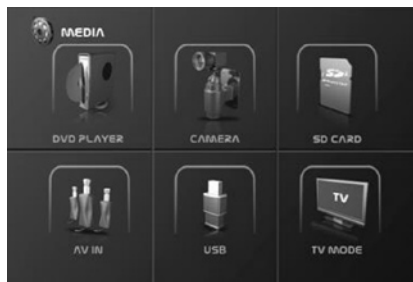 MEDIA
DVD PLAYER
CAMERA
SD CARD
AV IN
USB
TV MODE
TV